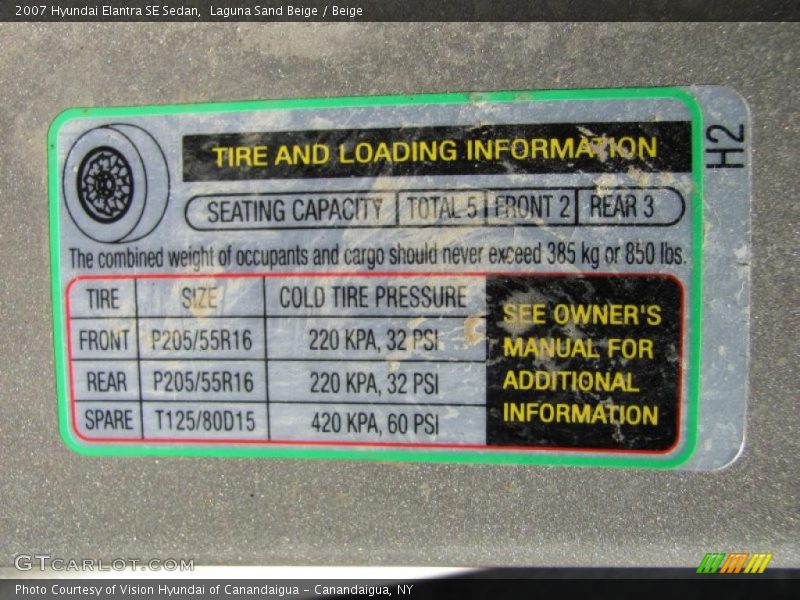 2007 Hyundai Elantra SE Sedan, Laguna Sand Beige / Beige
TIRE AND LOADING INFORMATION
H2
SEATING CAPACITY TOTAL 5 FRONT 2 REAR 3
The combined weight of occupants and cargo should never exceed 385 kg or 850 lbs.
TIRE SIZE COLD TIRE PRESSURE
FRONT P205/55R16 220 KPA, 32 PSI
REAR P205/55R16 220 KPA, 32 PSI
SPARE T125/80D15 420 KPA, 60 PSI
SEE OWNER'S
MANUAL FOR
ADDITIONAL
INFORMATION
GTCARLOT.COM
Photo Courtesy of Vision Hyundai of Canandaigua - Canandaigua, NY